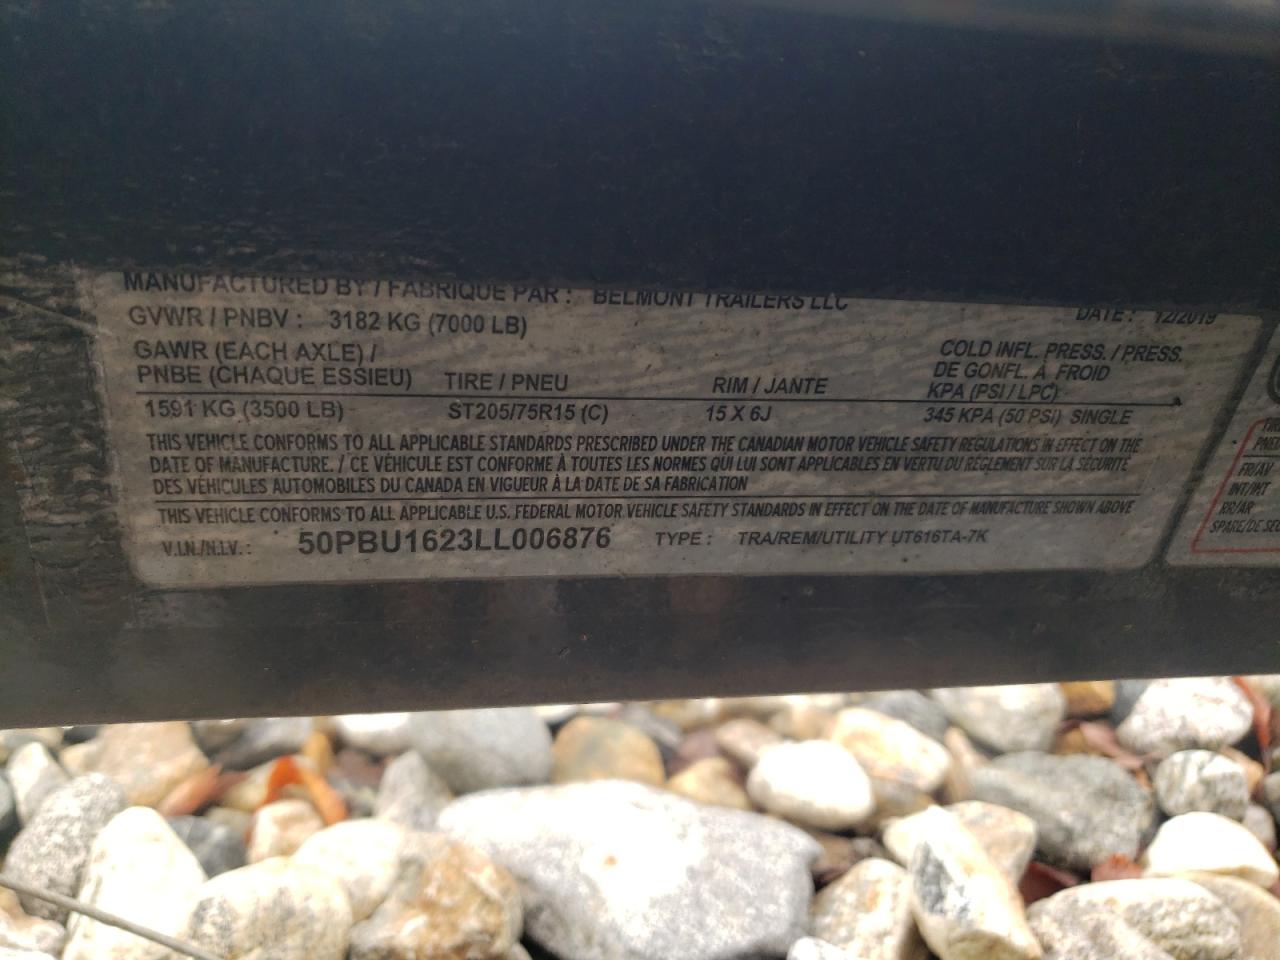 MANUFACTURED BY / FABRIQUE PAR : BELMONT TRAILERS LLC DATE : 12/2019
GVWR / PNBV : 3182 KG (7000 LB)
GAWR (EACH AXLE) / COLD INFL. PRESS. / PRESS.
PNBE (CHAQUE ESSIEU) TIRE / PNEU RIM / JANTE DE GONFL. À FROID
KPA (PSI / LPC)
1591 KG (3500 LB) ST205/75R15 (C) 15 X 6J 345 KPA (50 PSI) SINGLE
THIS VEHICLE CONFORMS TO ALL APPLICABLE STANDARDS PRESCRIBED UNDER THE CANADIAN MOTOR VEHICLE SAFETY REGULATIONS IN EFFECT ON THE
DATE OF MANUFACTURE. / CE VÉHICULE EST CONFORME À TOUTES LES NORMES QUI LUI SONT APPLICABLES EN VERTU DU RÈGLEMENT SUR LA SÉCURITÉ
DES VÉHICULES AUTOMOBILES DU CANADA EN VIGUEUR À LA DATE DE SA FABRICATION
THIS VEHICLE CONFORMS TO ALL APPLICABLE U.S. FEDERAL MOTOR VEHICLE SAFETY STANDARDS IN EFFECT ON THE DATE OF MANUFACTURE SHOWN ABOVE
V.I.N./N.I.V. : 50PBU1623LL006876 TYPE : TRA/REM/UTILITY UT616TA-7K
FR/AV
INT/INT
RR/AR
SPARE/DE